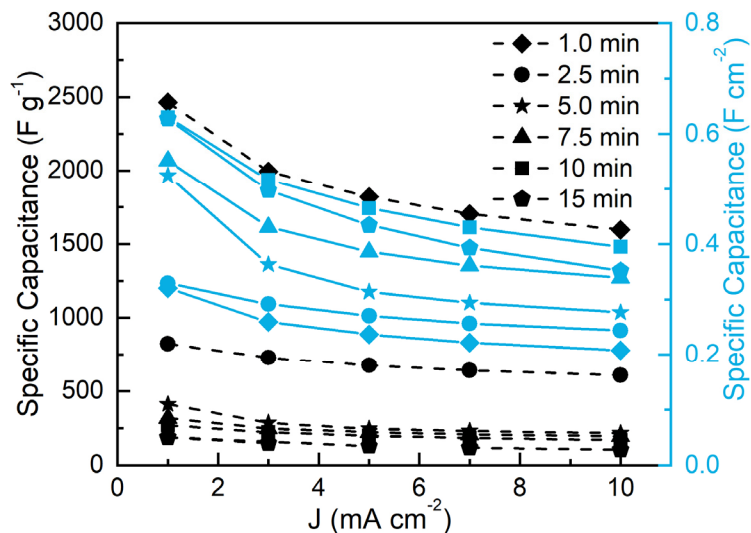 Specific Capacitance (F g⁻¹)
3000
2500
2000
1500
1000
500
0
0
2
4
6
8
10
J (mA cm⁻²)
1.0 min
2.5 min
5.0 min
7.5 min
10 min
15 min
0.8
0.6
0.4
0.2
0.0
Specific Capacitance (F cm⁻²)